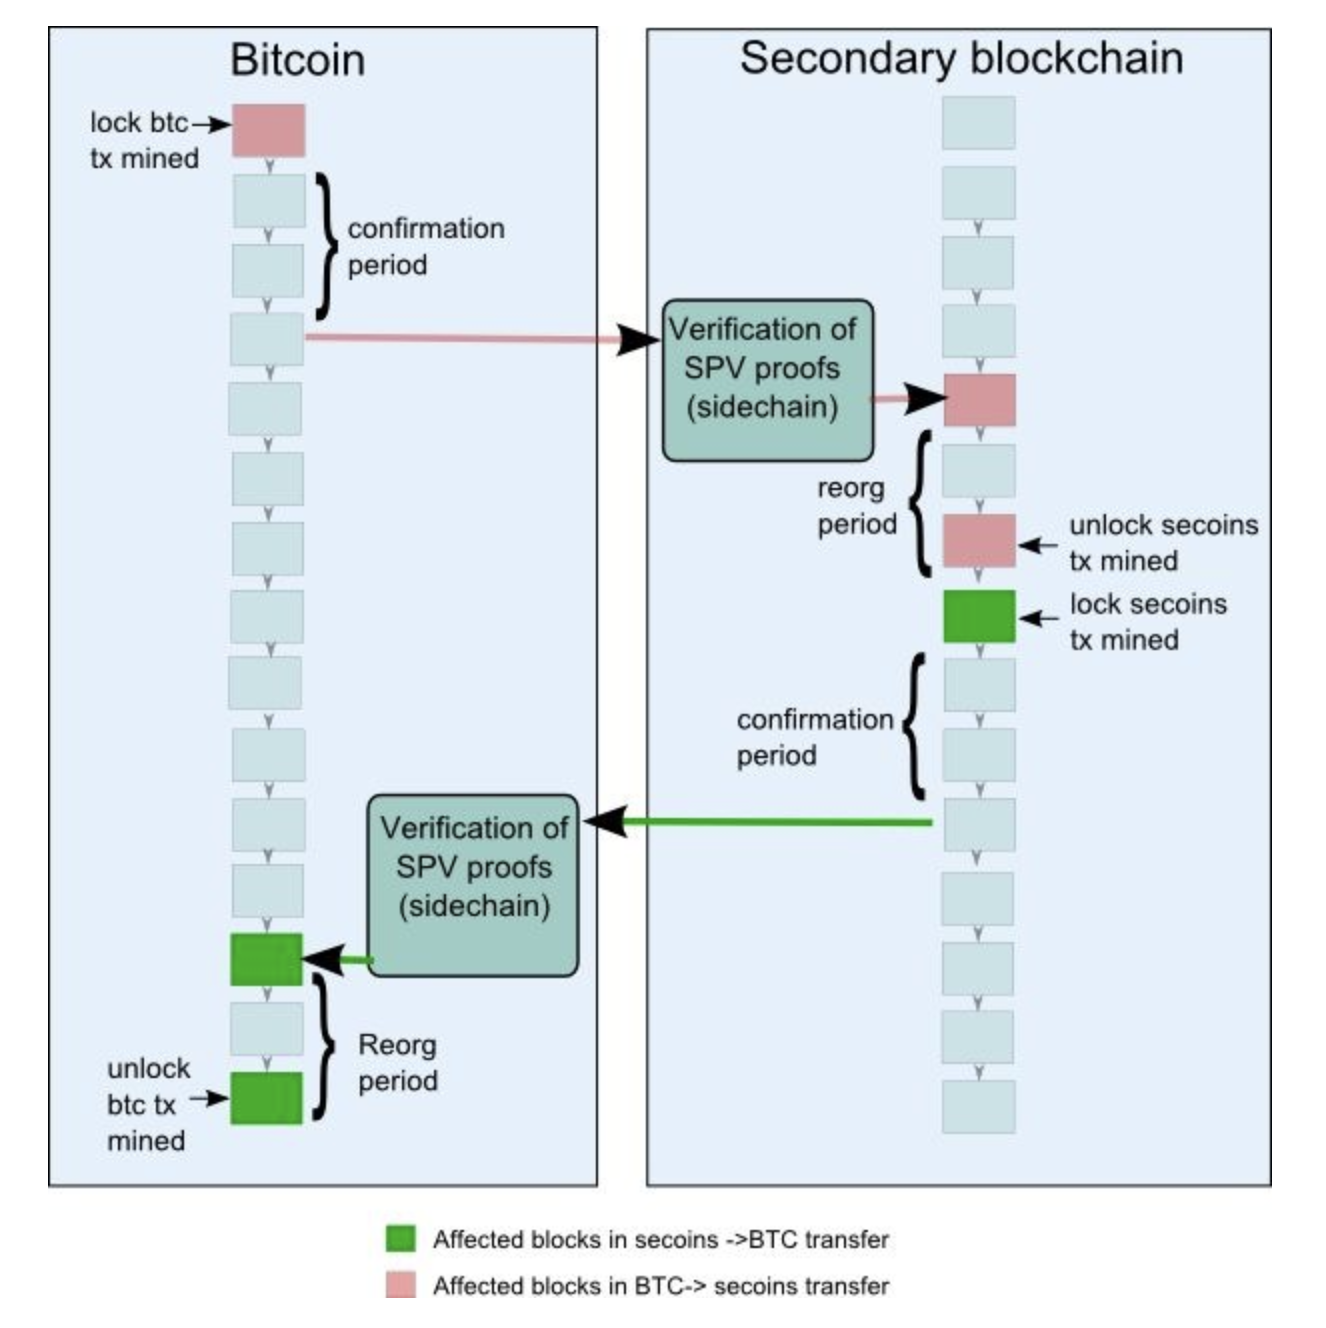 Bitcoin
lock btc
tx mined
confirmation
period
Secondary blockchain
Verification of
SPV proofs
(sidechain)
reorg
period
unlock secoins
tx mined
lock secoins
tx mined
confirmation
period
Verification of
SPV proofs
(sidechain)
Reorg
period
unlock
btc tx
mined
Affected blocks in secoins ->BTC transfer
Affected blocks in BTC-> secoins transfer